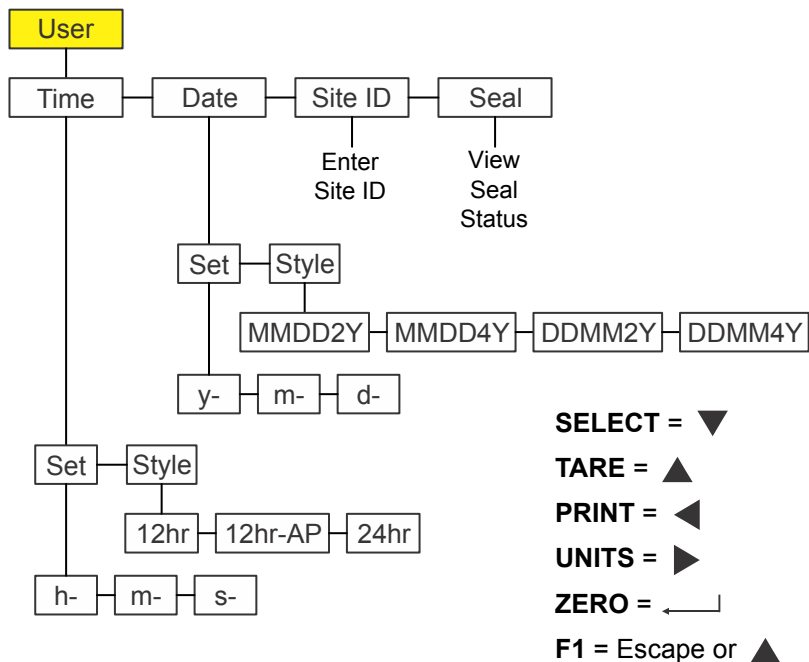 User
Time Date Site ID Seal
Enter
Site ID
View
Seal
Status
Set Style
MMDD2Y MMDD4Y DDMM2Y DDMM4Y
y- m- d-
Set Style
12hr 12hr-AP 24hr
h- m- s-
SELECT =
TARE =
PRINT =
UNITS =
ZERO =
F1 = Escape or